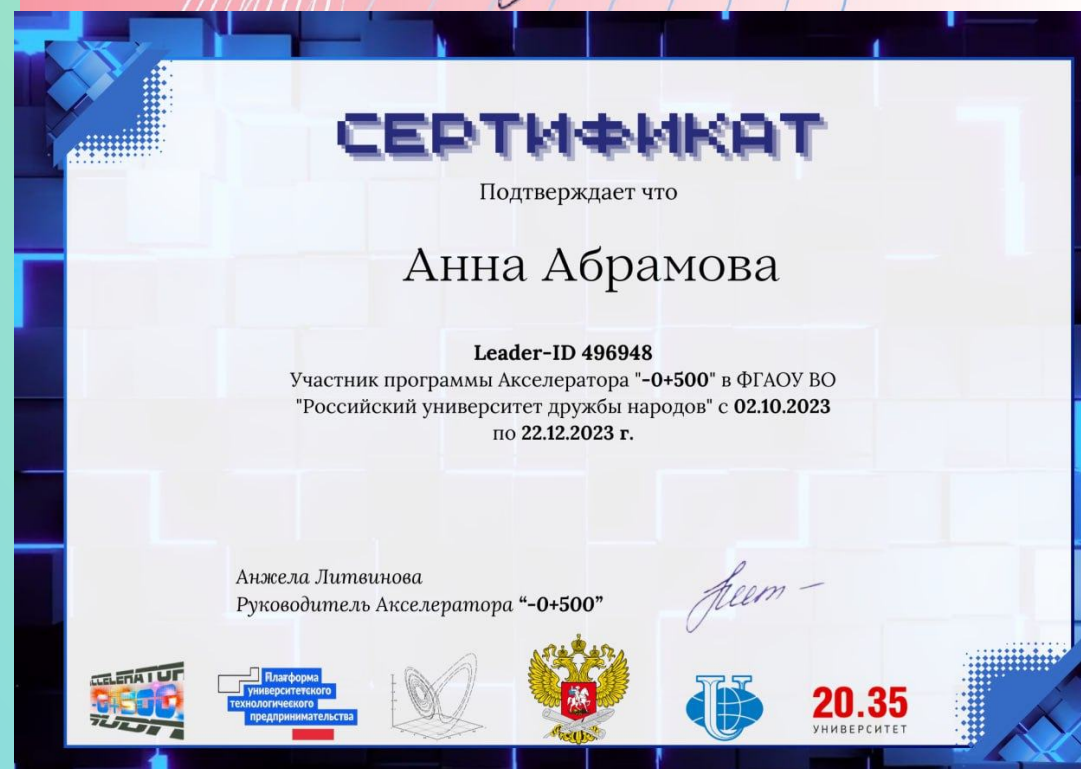 СЕРТИФИКАТ
Подтверждает что
Анна Абрамова
Leader-ID 496948
Участник программы Акселератора "-0+500" в ФГАОУ ВО
"Российский университет дружбы народов" с 02.10.2023
по 22.12.2023 г.
Анжела Литвинова
Руководитель Акселератора “-0+500”
-0+500
Платформа
университетского
технологического
предпринимательства
20.35
УНИВЕРСИТЕТ